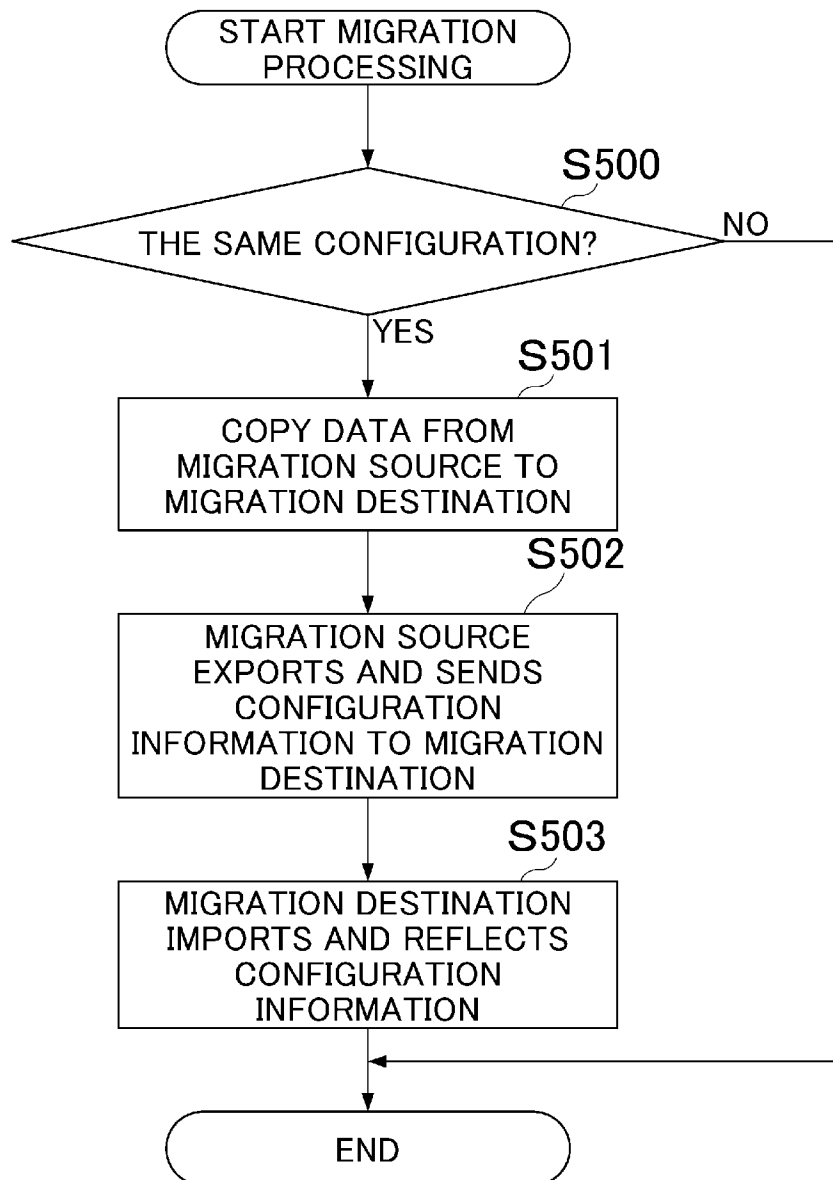 START MIGRATION
PROCESSING
S500
THE SAME CONFIGURATION?
NO
YES
S501
COPY DATA FROM
MIGRATION SOURCE TO
MIGRATION DESTINATION
S502
MIGRATION SOURCE
EXPORTS AND SENDS
CONFIGURATION
INFORMATION TO MIGRATION
DESTINATION
S503
MIGRATION DESTINATION
IMPORTS AND REFLECTS
CONFIGURATION
INFORMATION
END